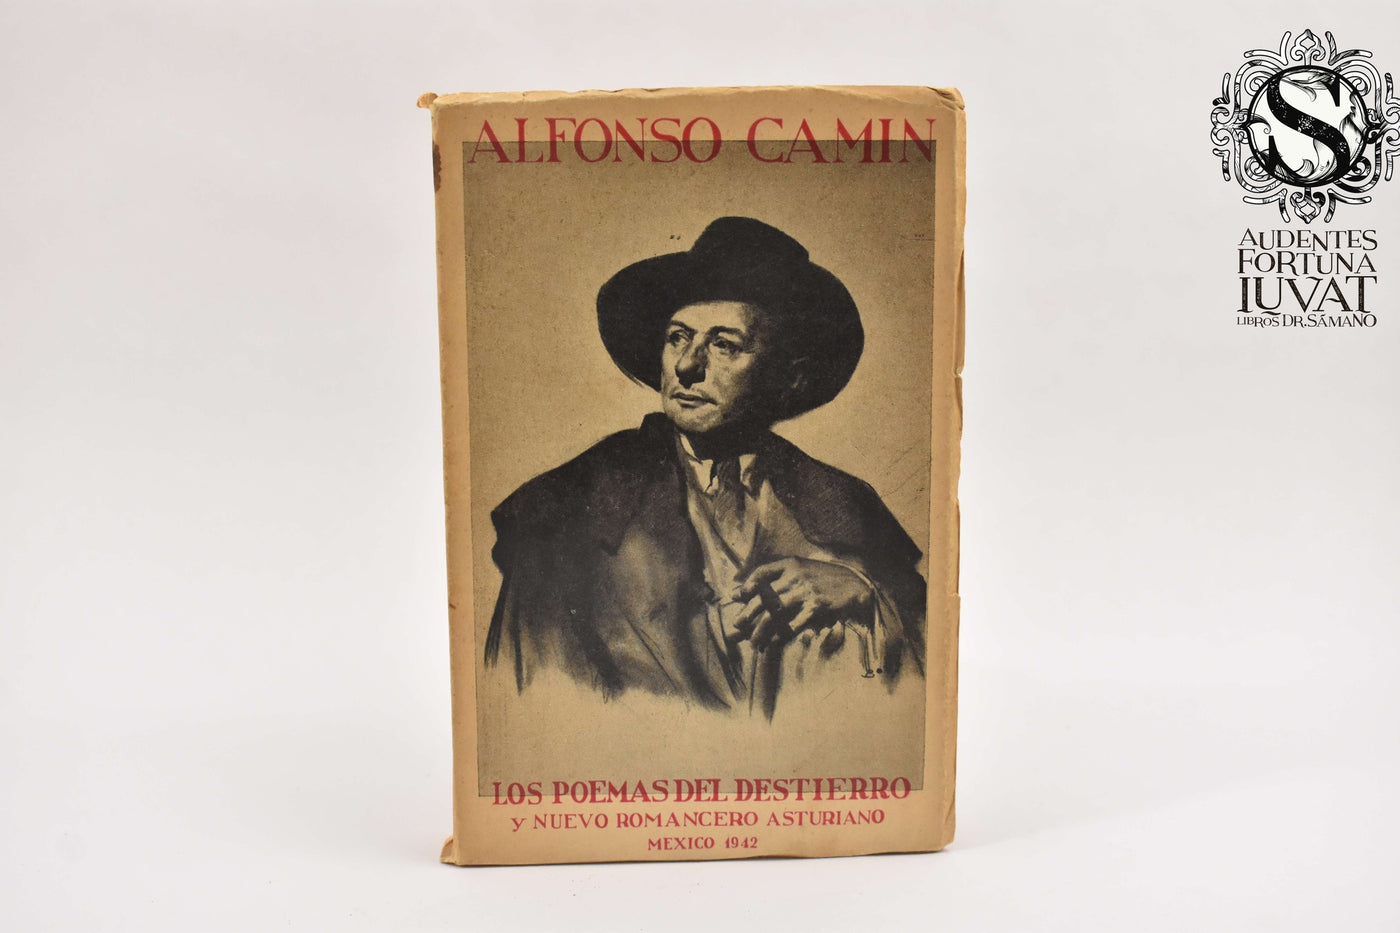 ALFONSO CAMIN
LOS POEMAS DEL DESTIERRO
y NUEVO ROMANCERO ASTURIANO
MEXICO 1942
S
AUDENTES
FORTUNA
IUVAT
LIBROS DR. SÁMANO